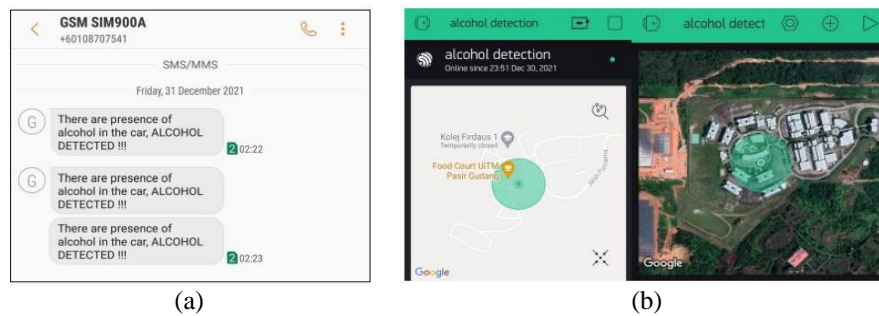 GSM SIM900A
+60108707541
SMS/MMS
Friday, 31 December 2021
G
There are presence of
alcohol in the car, ALCOHOL
DETECTED !!!
2 02:22
G
There are presence of
alcohol in the car, ALCOHOL
DETECTED !!!
There are presence of
alcohol in the car, ALCOHOL
DETECTED !!!
2 02:23
(a)
alcohol detection
alcohol detection
Online since 23:51 Dec 30, 2021
Kolej Firdaus 1
Temporarily closed
Food Court UiTM
Pasir Gudang
Jalan Purnama
Google
alcohol detect
Google
(b)